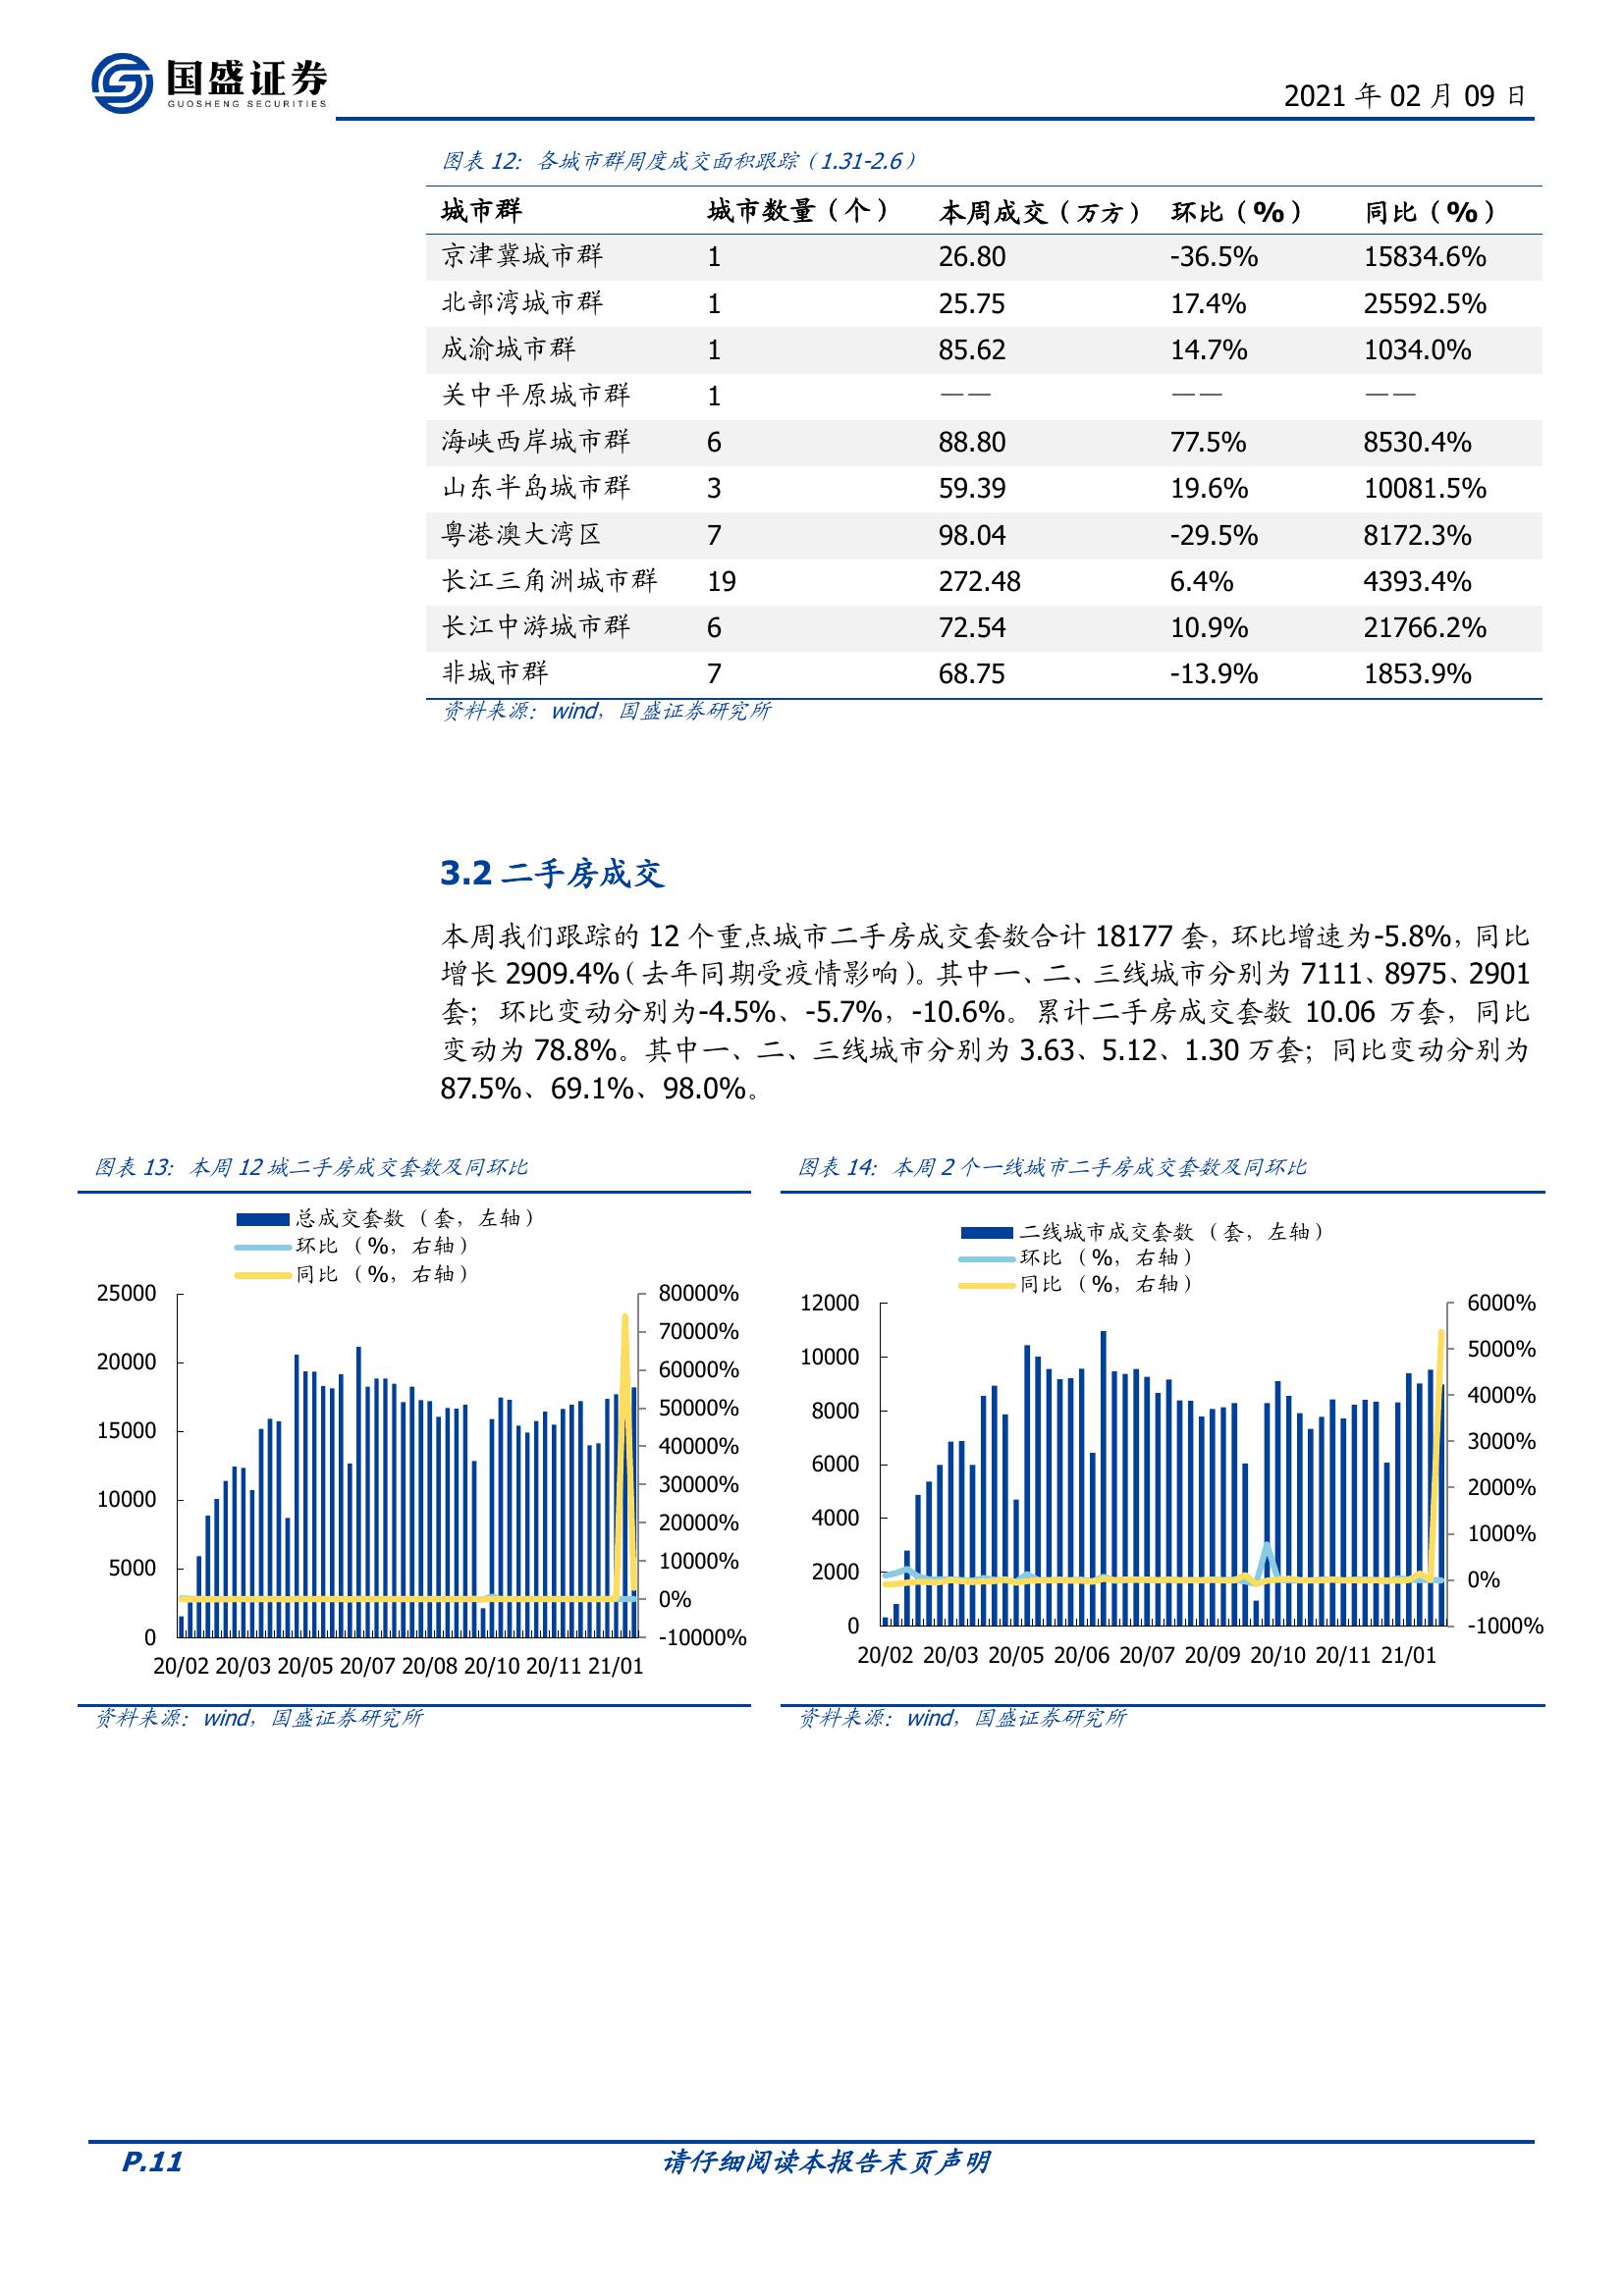 国盛证券
GUOSHENG SECURITIES
2021 年 02 月 09 日
图表 12：各城市群周度成交面积跟踪（1.31-2.6）
城市群 城市数量（个） 本周成交（万方） 环比（%） 同比（%）
京津冀城市群 1 26.80 -36.5% 15834.6%
北部湾城市群 1 25.75 17.4% 25592.5%
成渝城市群 1 85.62 14.7% 1034.0%
关中平原城市群 1 —— —— ——
海峡西岸城市群 6 88.80 77.5% 8530.4%
山东半岛城市群 3 59.39 19.6% 10081.5%
粤港澳大湾区 7 98.04 -29.5% 8172.3%
长江三角洲城市群 19 272.48 6.4% 4393.4%
长江中游城市群 6 72.54 10.9% 21766.2%
非城市群 7 68.75 -13.9% 1853.9%
资料来源：wind，国盛证券研究所
3.2 二手房成交
本周我们跟踪的 12 个重点城市二手房成交套数合计 18177 套，环比增速为-5.8%，同比
增长 2909.4%（去年同期受疫情影响）。其中一、二、三线城市分别为 7111、8975、2901
套；环比变动分别为-4.5%、-5.7%，-10.6%。累计二手房成交套数 10.06 万套，同比
变动为 78.8%。其中一、二、三线城市分别为 3.63、5.12、1.30 万套；同比变动分别为
87.5%、69.1%、98.0%。
图表 13：本周 12 城二手房成交套数及同环比
总成交套数（套，左轴）
环比（%，右轴）
同比（%，右轴）
25000
20000
15000
10000
5000
0
80000%
70000%
60000%
50000%
40000%
30000%
20000%
10000%
0%
-10000%
20/02 20/03 20/05 20/07 20/08 20/10 20/11 21/01
资料来源：wind，国盛证券研究所
图表 14：本周 2 个一线城市二手房成交套数及同环比
二线城市成交套数（套，左轴）
环比（%，右轴）
同比（%，右轴）
12000
10000
8000
6000
4000
2000
0
6000%
5000%
4000%
3000%
2000%
1000%
0%
-1000%
20/02 20/03 20/05 20/06 20/07 20/09 20/10 20/11 21/01
资料来源：wind，国盛证券研究所
P.11
请仔细阅读本报告末页声明